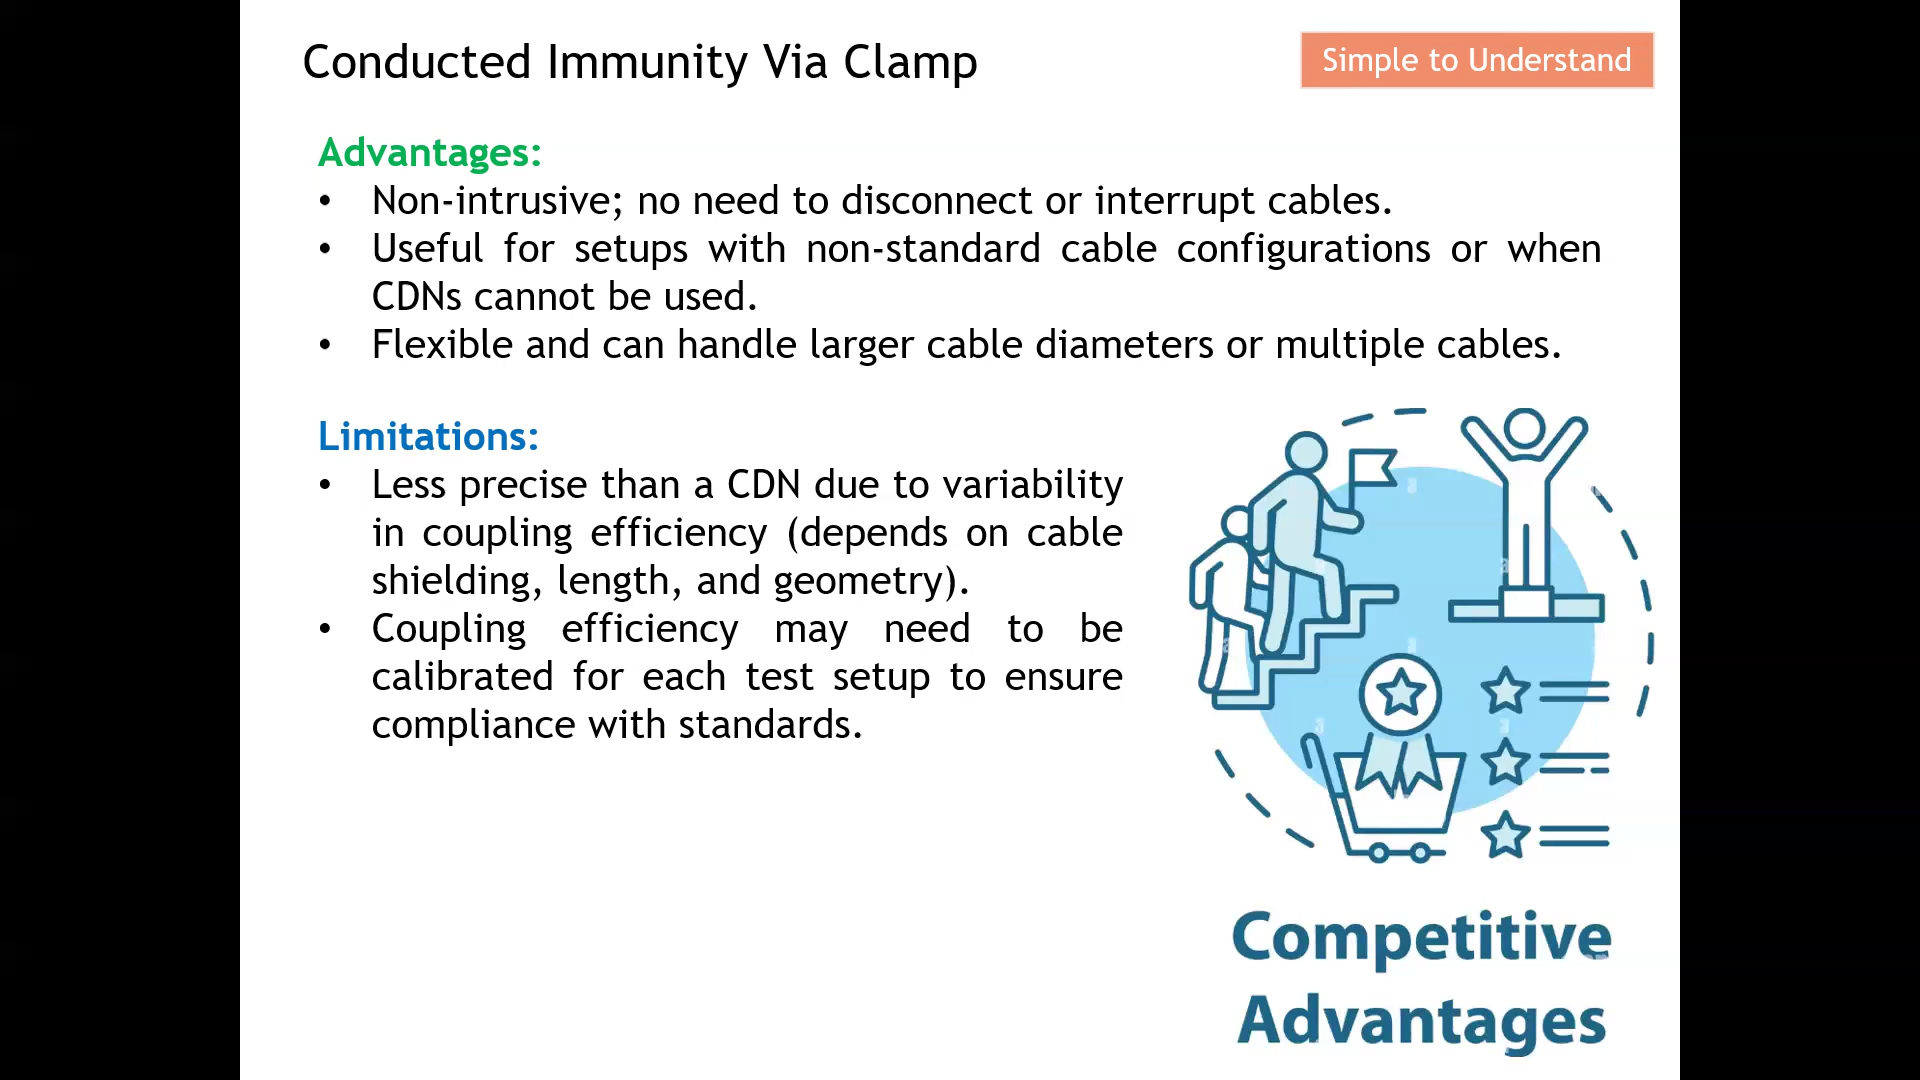 Conducted Immunity Via Clamp
Simple to Understand
Advantages:
• Non-intrusive; no need to disconnect or interrupt cables.
• Useful for setups with non-standard cable configurations or when
CDNs cannot be used.
• Flexible and can handle larger cable diameters or multiple cables.
Limitations:
• Less precise than a CDN due to variability
in coupling efficiency (depends on cable
shielding, length, and geometry).
• Coupling efficiency may need to be
calibrated for each test setup to ensure
compliance with standards.
Competitive
Advantages